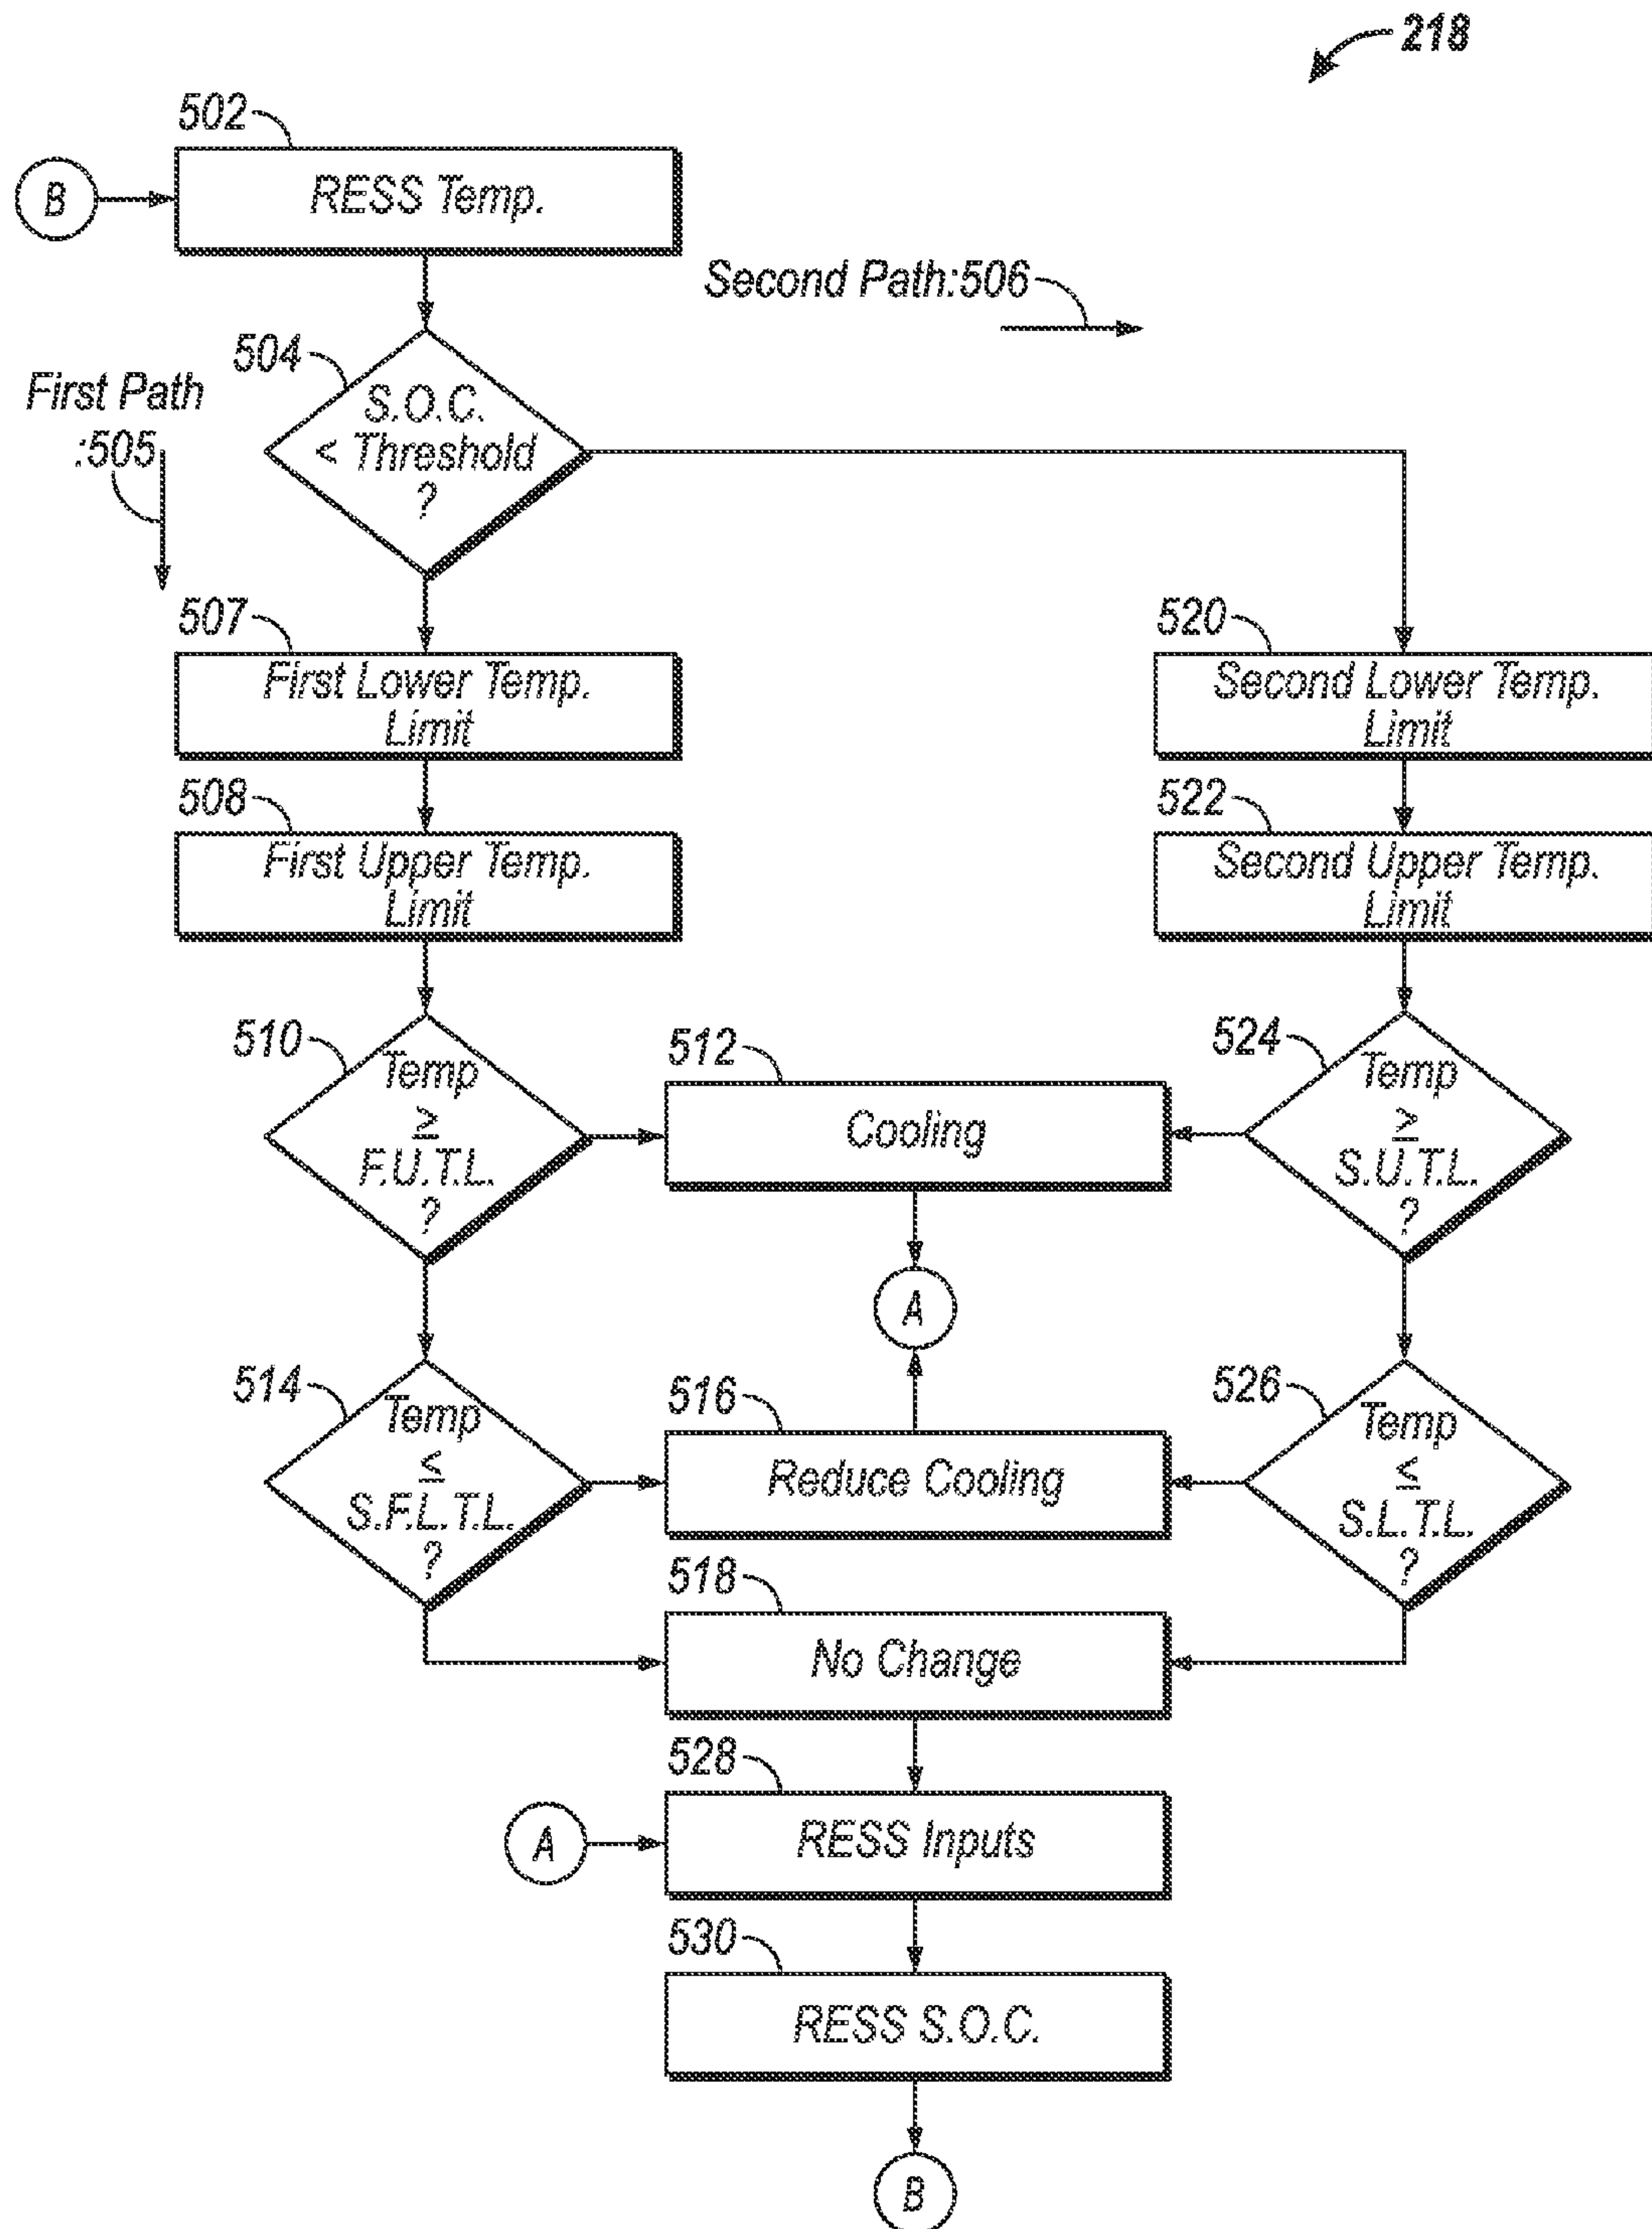 218
502
B
RESS Temp.
Second Path:506
504
First Path
:505
S.O.C.
< Threshold
?
507
First Lower Temp.
Limit
520
Second Lower Temp.
Limit
508
First Upper Temp.
Limit
522
Second Upper Temp.
Limit
510
Temp
≥
F.U.T.L.
?
512
Cooling
524
Temp
≥
S.U.T.L.
?
A
514
Temp
≤
S.F.L.T.L.
?
516
Reduce Cooling
526
Temp
≤
S.L.T.L.
?
518
No Change
528
A
RESS Inputs
530
RESS S.O.C.
B